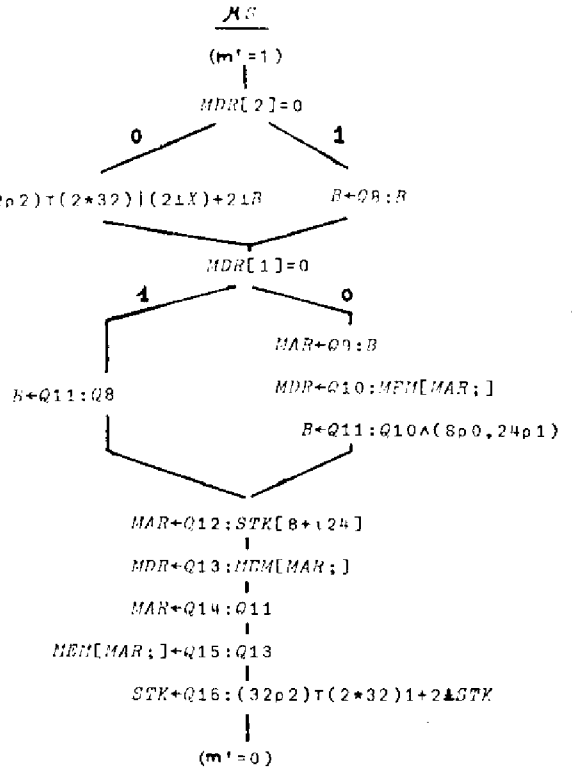 MS
(m'=1)
MDR[2]=0
0 1
2ρ2)⊤(2*32)|(2⊥X)+2⊥B B←Q8:B
MDR[1]=0
1 0
MAR←Q9:B
MDR←Q10:MEM[MAR;]
B←Q11:Q8
B←Q11:Q10∧(8ρ0,24ρ1)
MAR←Q12:STK[8+⍳24]
MDR←Q13:MEM[MAR;]
MAR←Q14:Q11
MEM[MAR;]←Q15:Q13
STK←Q16:(32ρ2)⊤(2*32)1+2⊥STK
(m'=0)